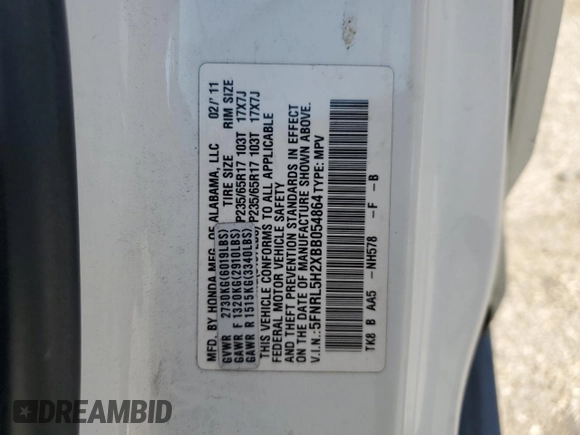 MFD. BY HONDA MFG. OF ALABAMA, LLC 02/'11
GVWR 2730KG(6019LBS) TIRE SIZE RIM SIZE
GAWR F 1320KG(2910LBS) P235/65R17 103T 17X7J
GAWR R 1515KG(3340LBS) P235/65R17 103T 17X7J
THIS VEHICLE CONFORMS TO ALL APPLICABLE
FEDERAL MOTOR VEHICLE SAFETY
AND THEFT PREVENTION STANDARDS IN EFFECT
ON THE DATE OF MANUFACTURE SHOWN ABOVE.
V.I.N.: 5FNRL5H2XBB054864 TYPE: MPV
TK8 B AA5 -NH578 -F -B
DREAMBID